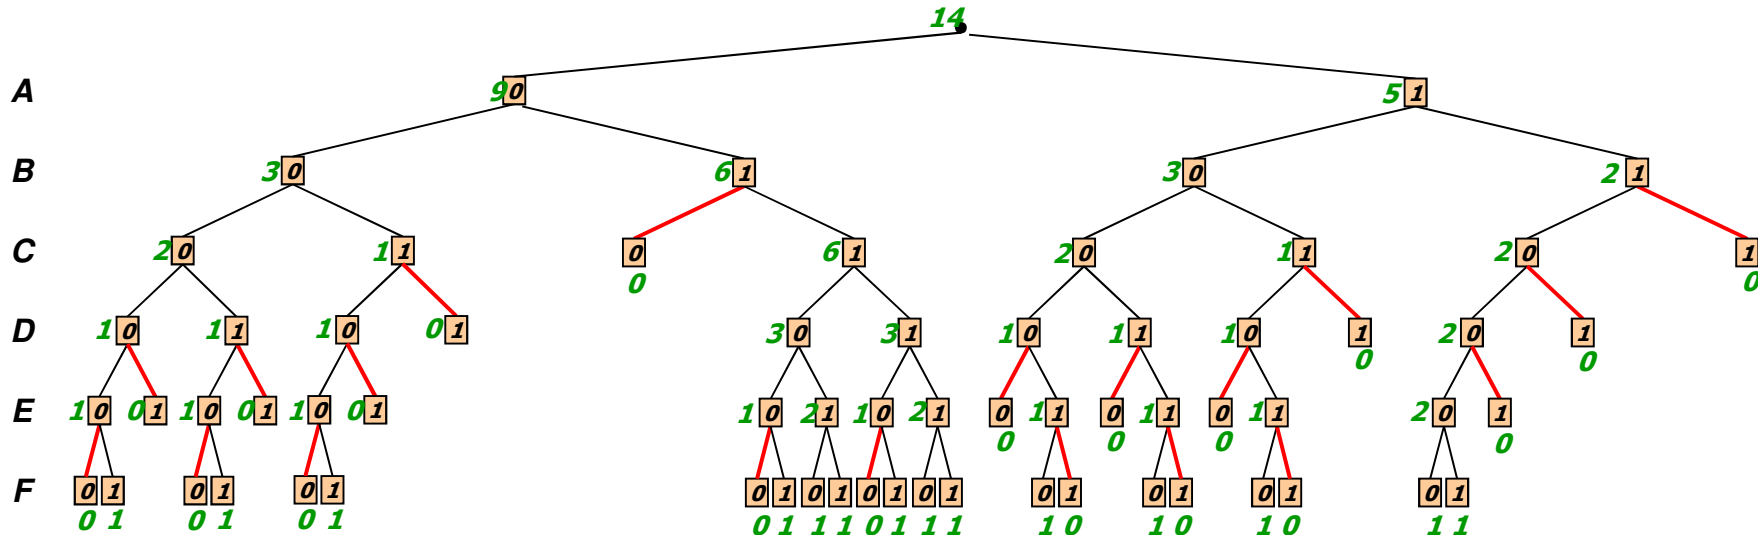 14
A 9 0 5 1
B 3 0 6 1 3 0 2 1
C 2 0 1 1 0 6 1 2 0 1 1 2 0 1
0 0
D 1 0 1 1 1 0 0 1 3 0 3 1 1 0 1 1 1 0 1 2 0 1
0 0
E 1 0 0 1 1 0 0 1 1 0 0 1 1 0 2 1 1 0 2 1 0 1 1 0 1 1 0 1 1 2 0 1
0 0 0 0
F 0 1 0 1 0 1 0 1 0 1 0 1 0 1 0 1 0 1 0 1 0 1
0 1 0 1 0 1 0 1 1 1 0 1 1 1 1 0 1 0 1 0 1 1